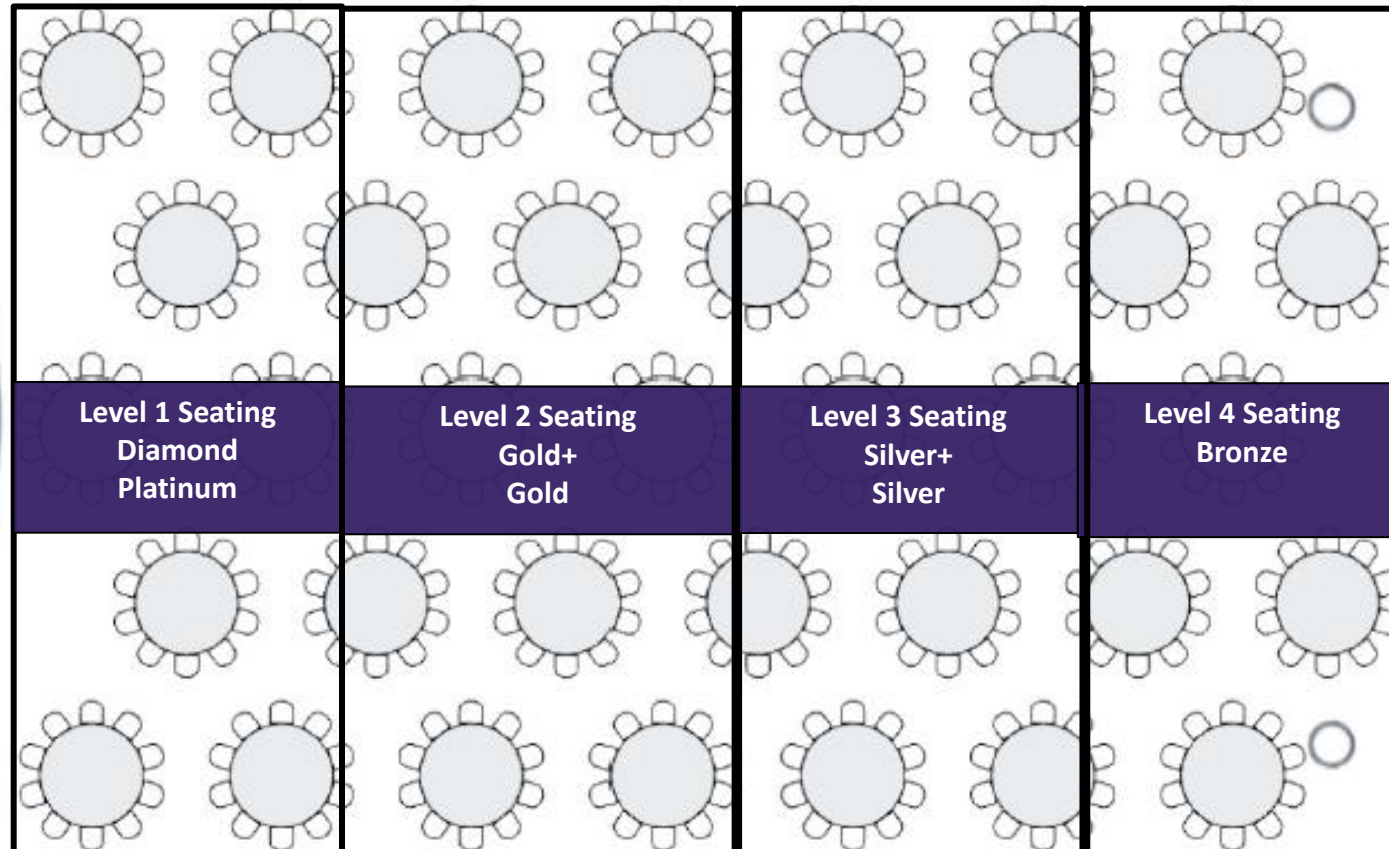 Level 1 Seating
Diamond
Platinum
Level 2 Seating
Gold+
Gold
Level 3 Seating
Silver+
Silver
Level 4 Seating
Bronze